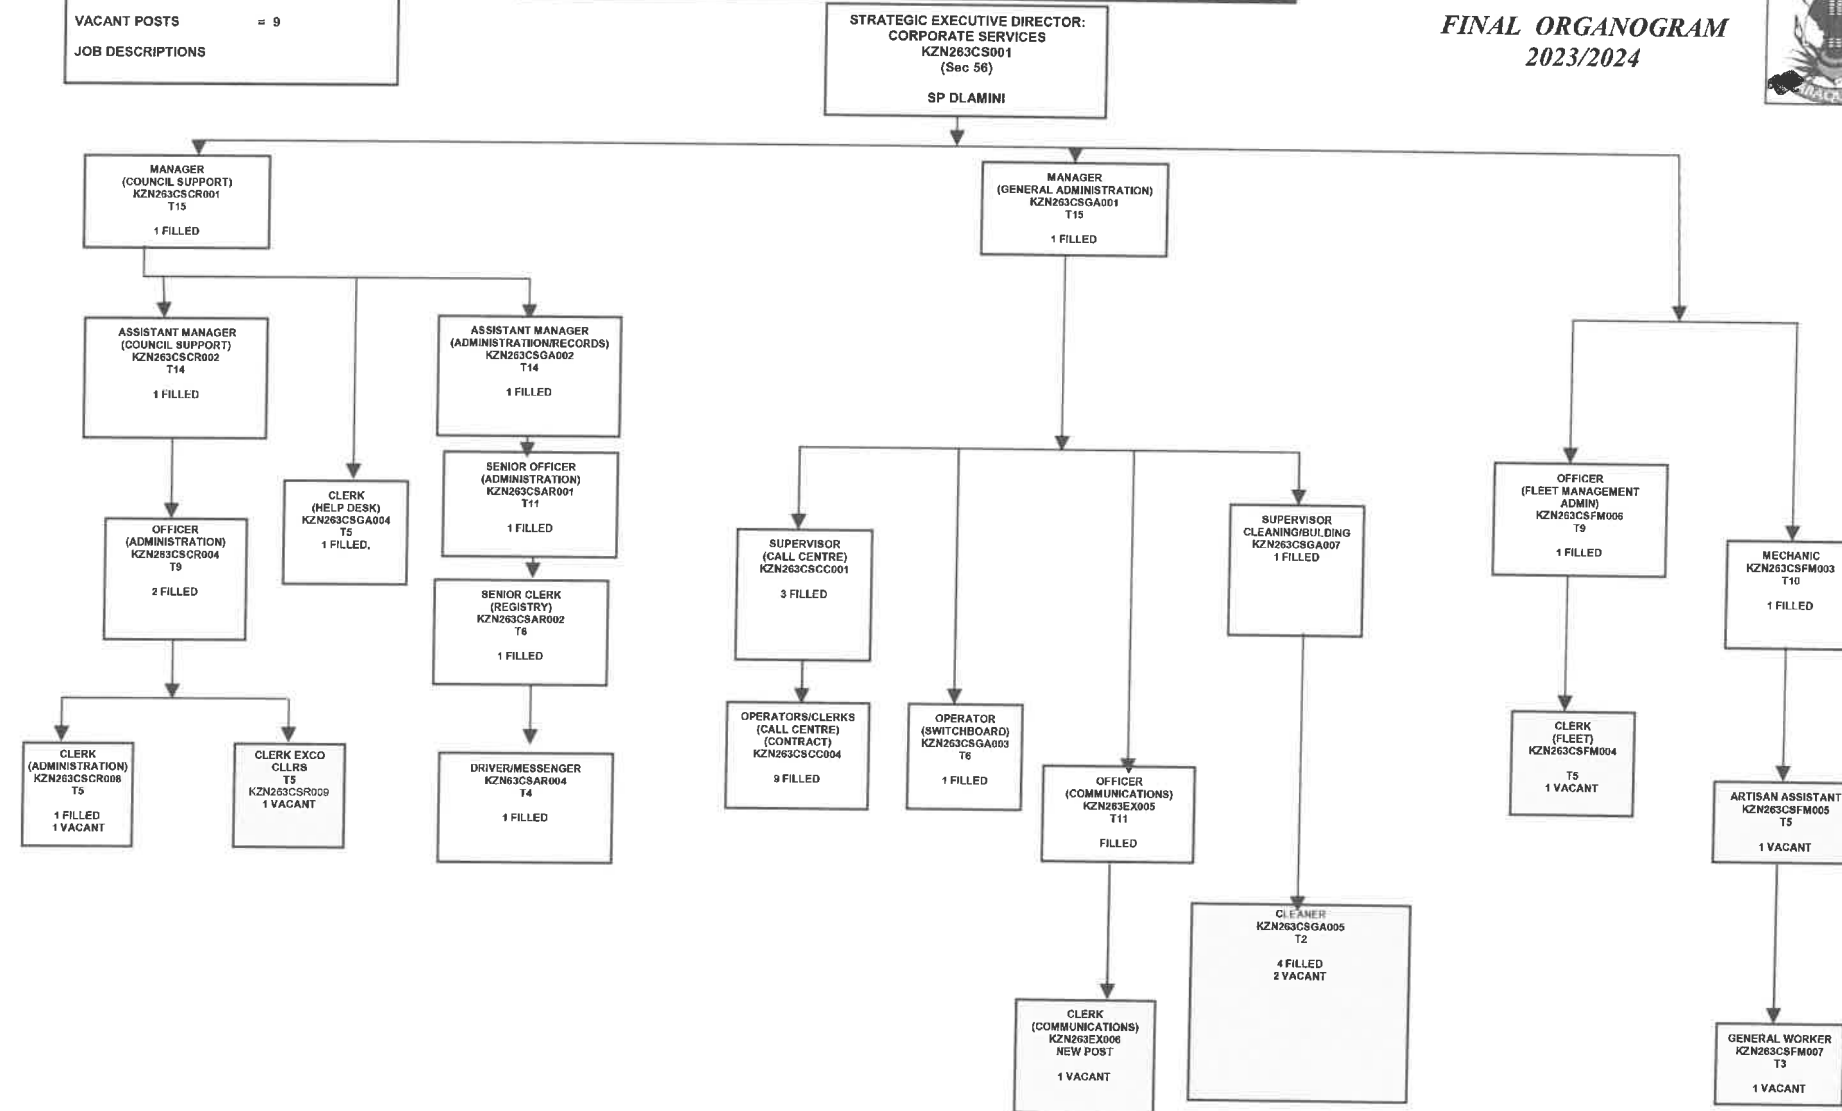 VACANT POSTS = 9
JOB DESCRIPTIONS
STRATEGIC EXECUTIVE DIRECTOR:
CORPORATE SERVICES
KZN263CS001
(Sec 56)
SP DLAMINI
FINAL ORGANOGRAM
2023/2024
MANAGER
(COUNCIL SUPPORT)
KZN263CSCR001
T15
1 FILLED
MANAGER
(GENERAL ADMINISTRATION)
KZN263CSGA001
T15
1 FILLED
ASSISTANT MANAGER
(COUNCIL SUPPORT)
KZN263CSCR002
T14
1 FILLED
ASSISTANT MANAGER
(ADMINISTRATIION/RECORDS)
KZN263CSGA002
T14
1 FILLED
CLERK
(HELP DESK)
KZN263CSGA004
T5
1 FILLED,
SENIOR OFFICER
(ADMINISTRATION)
KZN263CSAR001
T11
1 FILLED
OFFICER
(ADMINISTRATION)
KZN263CSCR004
T9
2 FILLED
SENIOR CLERK
(REGISTRY)
KZN263CSAR002
T6
1 FILLED
CLERK
(ADMINISTRATION)
KZN263CSCR008
T5
1 FILLED
1 VACANT
CLERK EXCO
CLLRS
T5
KZN263CSR009
1 VACANT
DRIVER/MESSENGER
KZN63CSAR004
T4
1 FILLED
SUPERVISOR
(CALL CENTRE)
KZN263CSCC001
3 FILLED
OPERATORS/CLERKS
(CALL CENTRE)
(CONTRACT)
KZN263CSCC004
9 FILLED
OPERATOR
(SWITCHBOARD)
KZN263CSGA003
T6
1 FILLED
OFFICER
(COMMUNICATIONS)
KZN263EX005
T11
FILLED
CLERK
(COMMUNICATIONS)
KZN263EX006
NEW POST
1 VACANT
SUPERVISOR
CLEANING/BULDING
KZN263CSGA007
1 FILLED
CLEANER
KZN263CSGA005
T2
4 FILLED
2 VACANT
OFFICER
(FLEET MANAGEMENT
ADMIN)
KZN263CSFM006
T9
1 FILLED
CLERK
(FLEET)
KZN263CSFM004
T5
1 VACANT
MECHANIC
KZN263CSFM003
T10
1 FILLED
ARTISAN ASSISTANT
KZN263CSFM005
T5
1 VACANT
GENERAL WORKER
KZN263CSFM007
T3
1 VACANT